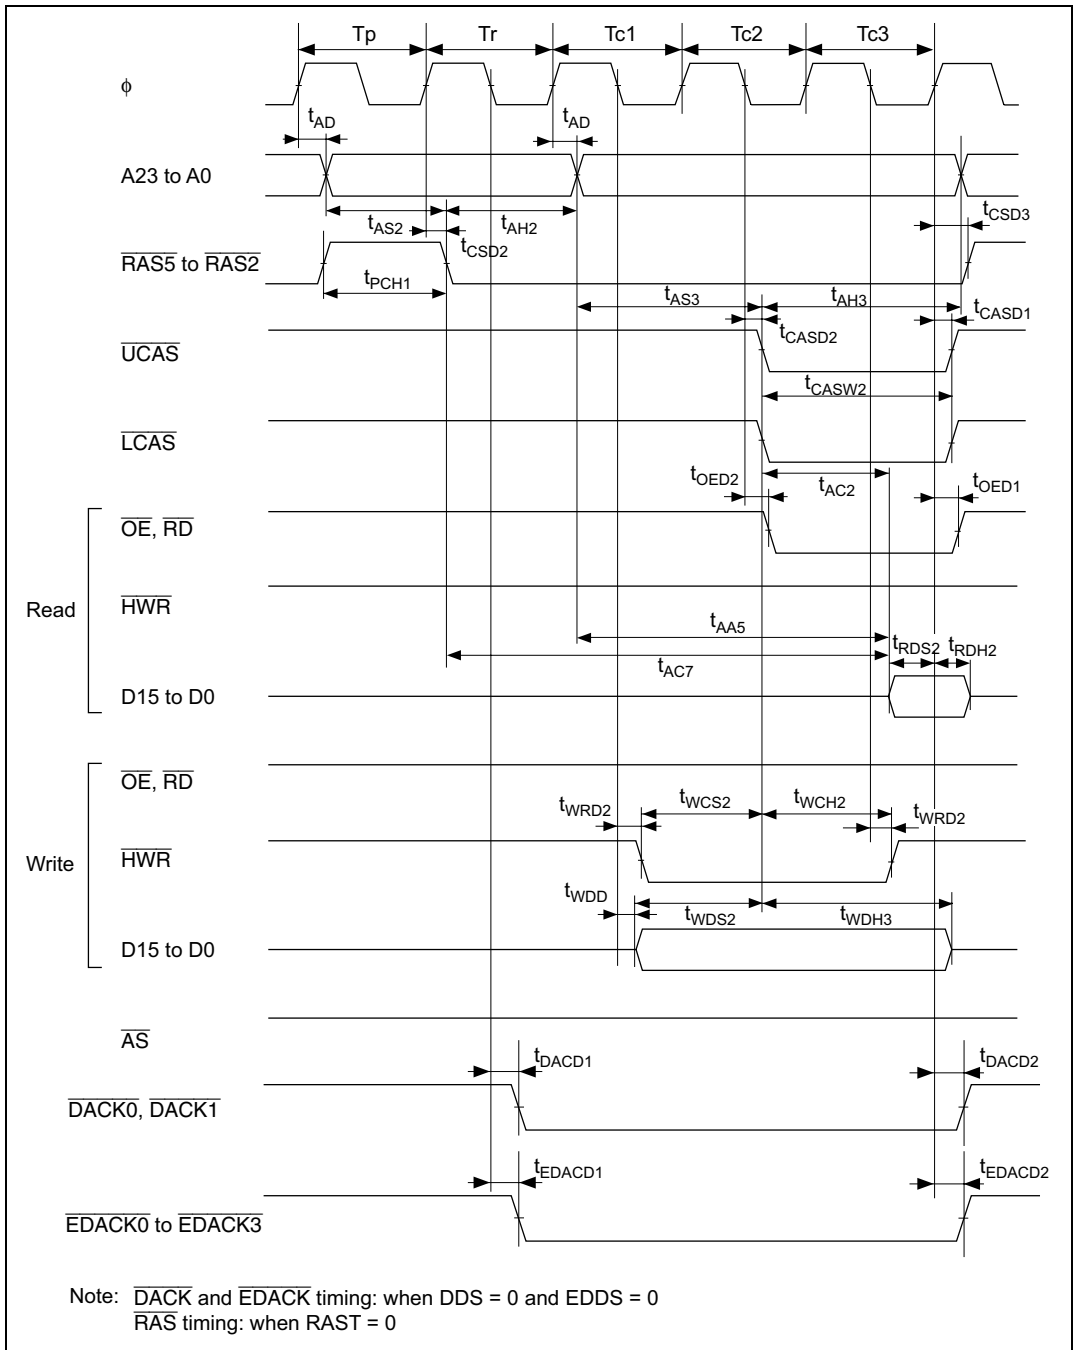 Tp Tr Tc1 Tc2 Tc3
ϕ
tAD tAD
A23 to A0
tAS2 tAH2 tCSD3
tCSD2
RAS5 to RAS2
tPCH1
tAS3 tAH3 tCASD1
tCASD2
UCAS
tCASW2
LCAS
tOED2 tAC2 tOED1
OE, RD
Read
HWR
tAA5
tRDS2 tRDH2
tAC7
D15 to D0
OE, RD
tWRD2 tWCS2 tWCH2 tWRD2
Write
HWR
tWDD tWDS2 tWDH3
D15 to D0
AS
tDACD1 tDACD2
DACK0, DACK1
tEDACD1 tEDACD2
EDACK0 to EDACK3
Note: DACK and EDACK timing: when DDS = 0 and EDDS = 0
RAS timing: when RAST = 0